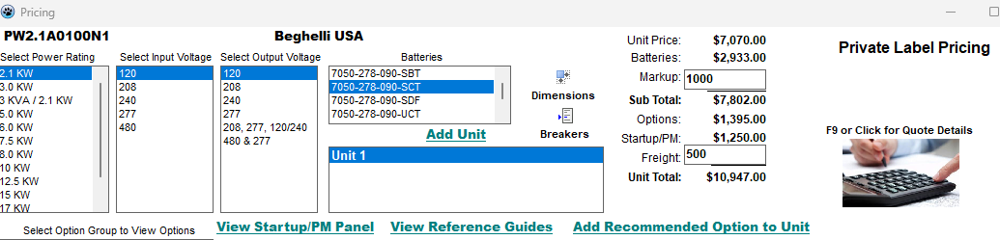 Pricing
PW2.1A0100N1
Beghelli USA
Select Power Rating
2.1 KW
3.0 KW
3 KVA / 2.1 KW
5.0 KW
6.0 KW
7.5 KW
8.0 KW
10 KW
12.5 KW
15 KW
17 KW
Select Input Voltage
120
208
240
277
480
Select Output Voltage
120
208
240
277
208, 277, 120/240
480 & 277
Batteries
7050-278-090-SBT
7050-278-090-SCT
7050-278-090-SDF
7050-278-090-UCT
Add Unit
Unit 1
Dimensions
Breakers
Unit Price: $7,070.00
Batteries: $2,933.00
Markup: 1000
Sub Total: $7,802.00
Options: $1,395.00
Startup/PM: $1,250.00
Freight: 500
Unit Total: $10,947.00
Private Label Pricing
F9 or Click for Quote Details
Select Option Group to View Options
View Startup/PM Panel
View Reference Guides
Add Recommended Option to Unit